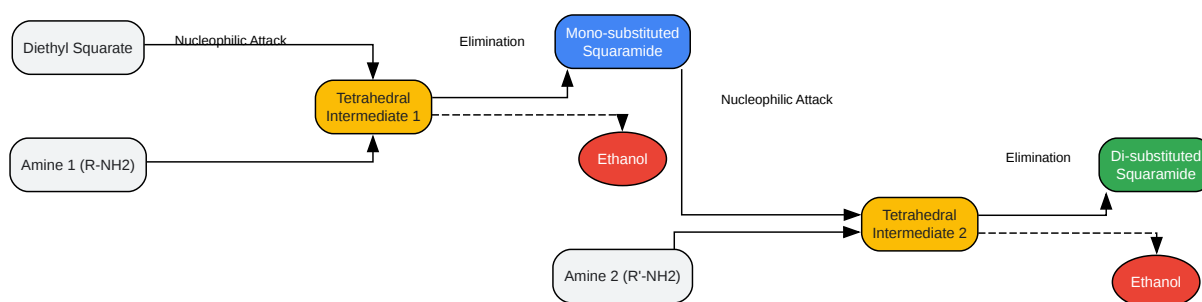 Diethyl Squarate
Nucleophilic Attack
Elimination
Mono-substituted
Squaramide
Tetrahedral
Intermediate 1
Amine 1 (R-NH2)
Ethanol
Nucleophilic Attack
Elimination
Di-substituted
Squaramide
Tetrahedral
Intermediate 2
Amine 2 (R'-NH2)
Ethanol